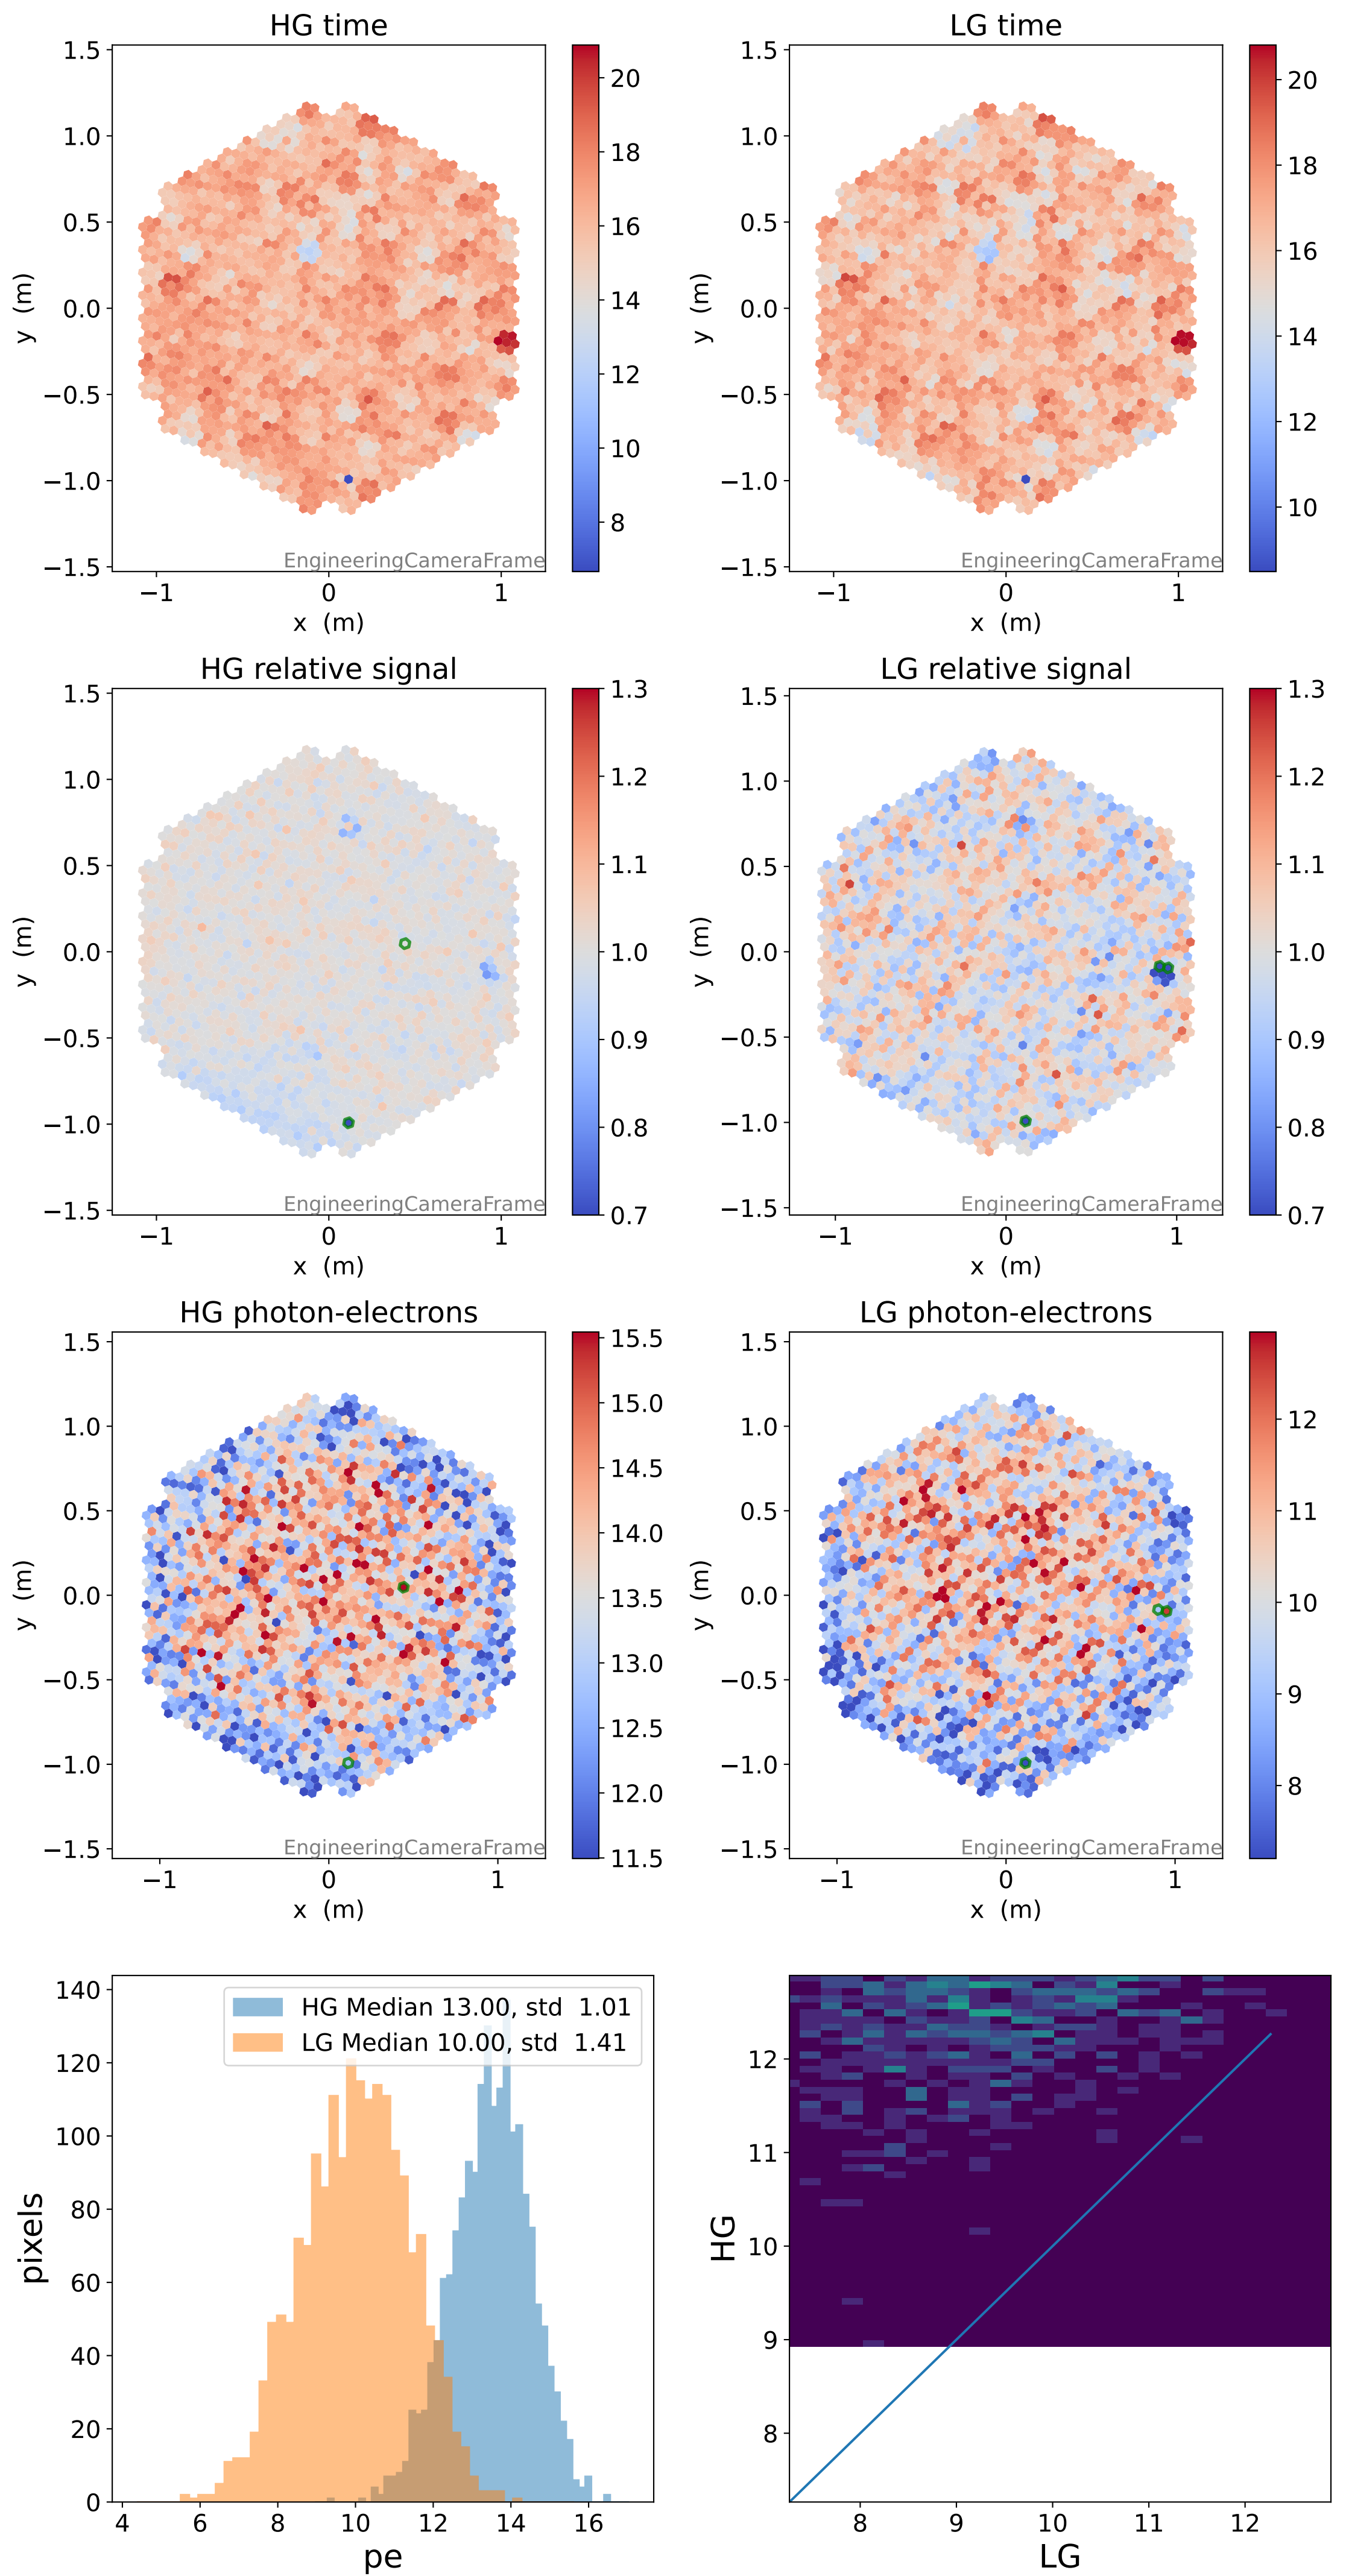 HG time
1.5
1.0
0.5
0.0
−0.5
−1.0
−1.5
y (m)
−1 0 1
x (m)
EngineeringCameraFrame
20
18
16
14
12
10
8
LG time
1.5
1.0
0.5
0.0
−0.5
−1.0
−1.5
y (m)
−1 0 1
x (m)
EngineeringCameraFrame
20
18
16
14
12
10
HG relative signal
1.5
1.0
0.5
0.0
−0.5
−1.0
−1.5
y (m)
−1 0 1
x (m)
EngineeringCameraFrame
1.3
1.2
1.1
1.0
0.9
0.8
0.7
LG relative signal
1.5
1.0
0.5
0.0
−0.5
−1.0
−1.5
y (m)
−1 0 1
x (m)
EngineeringCameraFrame
1.3
1.2
1.1
1.0
0.9
0.8
0.7
HG photon-electrons
1.5
1.0
0.5
0.0
−0.5
−1.0
−1.5
y (m)
−1 0 1
x (m)
EngineeringCameraFrame
15.5
15.0
14.5
14.0
13.5
13.0
12.5
12.0
11.5
LG photon-electrons
1.5
1.0
0.5
0.0
−0.5
−1.0
−1.5
y (m)
−1 0 1
x (m)
EngineeringCameraFrame
12
11
10
9
8
HG Median 13.00, std 1.01
LG Median 10.00, std 1.41
140
120
100
80
60
40
20
0
pixels
4 6 8 10 12 14 16
pe
12
11
10
9
8
HG
8 9 10 11 12
LG